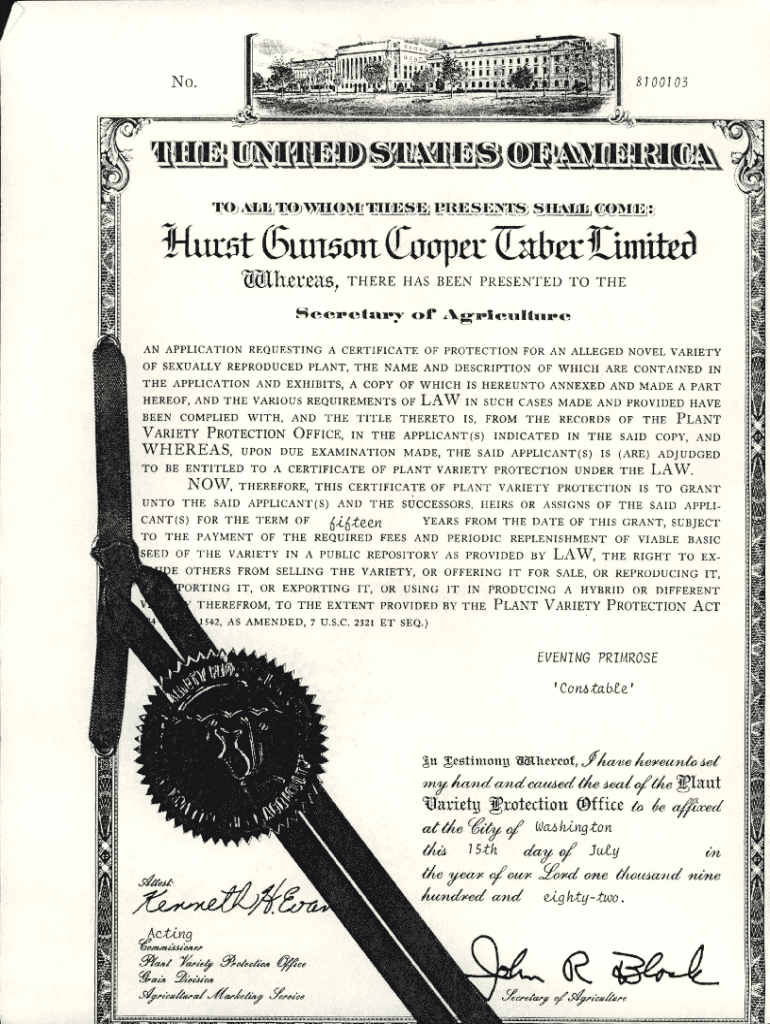 No. 8100103
THE UNITED STATES OF AMERICA
TO ALL TO WHOM THESE PRESENTS SHALL COME:
Hurst Gunson Cooper Taber Limited
Whereas, THERE HAS BEEN PRESENTED TO THE
Secretary of Agriculture
AN APPLICATION REQUESTING A CERTIFICATE OF PROTECTION FOR AN ALLEGED NOVEL VARIETY
OF SEXUALLY REPRODUCED PLANT, THE NAME AND DESCRIPTION OF WHICH ARE CONTAINED IN
THE APPLICATION AND EXHIBITS, A COPY OF WHICH IS HEREUNTO ANNEXED AND MADE A PART
HEREOF, AND THE VARIOUS REQUIREMENTS OF LAW IN SUCH CASES MADE AND PROVIDED HAVE
BEEN COMPLIED WITH, AND THE TITLE THERETO IS, FROM THE RECORDS OF THE PLANT
VARIETY PROTECTION OFFICE, IN THE APPLICANT(S) INDICATED IN THE SAID COPY, AND
WHEREAS, UPON DUE EXAMINATION MADE, THE SAID APPLICANT(S) IS (ARE) ADJUDGED
TO BE ENTITLED TO A CERTIFICATE OF PLANT VARIETY PROTECTION UNDER THE LAW.
NOW, THEREFORE, THIS CERTIFICATE OF PLANT VARIETY PROTECTION IS TO GRANT
UNTO THE SAID APPLICANT(S) AND THE SUCCESSORS, HEIRS OR ASSIGNS OF THE SAID APPLI-
CANT(S) FOR THE TERM OF fifteen YEARS FROM THE DATE OF THIS GRANT, SUBJECT
TO THE PAYMENT OF THE REQUIRED FEES AND PERIODIC REPLENISHMENT OF VIABLE BASIC
SEED OF THE VARIETY IN A PUBLIC REPOSITORY AS PROVIDED BY LAW, THE RIGHT TO EX-
UDE OTHERS FROM SELLING THE VARIETY, OR OFFERING IT FOR SALE, OR REPRODUCING IT,
PORTING IT, OR EXPORTING IT, OR USING IT IN PRODUCING A HYBRID OR DIFFERENT
THEREFROM, TO THE EXTENT PROVIDED BY THE PLANT VARIETY PROTECTION ACT
1542, AS AMENDED, 7 U.S.C. 2321 ET SEQ.)
EVENING PRIMROSE
'Constable'
In Testimony Whereof, I have hereunto set
my hand and caused the seal of the Plant
Variety Protection Office to be affixed
at the City of Washington
this 15th day of July in
the year of our Lord one thousand nine
hundred and eighty-two.
Attest:
Kenneth H. Evan
Acting
Commissioner
Plant Variety Protection Office
Grain Division
Agricultural Marketing Service
John R Block
Secretary of Agriculture